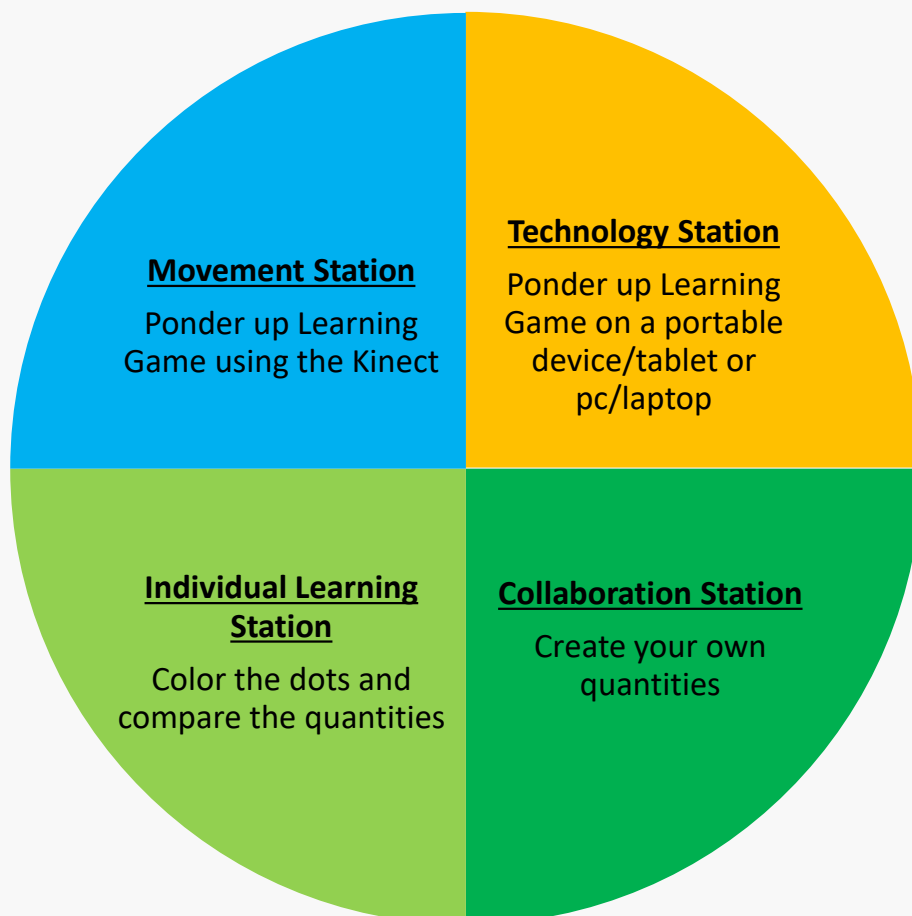 Movement Station
Ponder up Learning
Game using the Kinect
Technology Station
Ponder up Learning
Game on a portable
device/tablet or
pc/laptop
Individual Learning
Station
Color the dots and
compare the quantities
Collaboration Station
Create your own
quantities